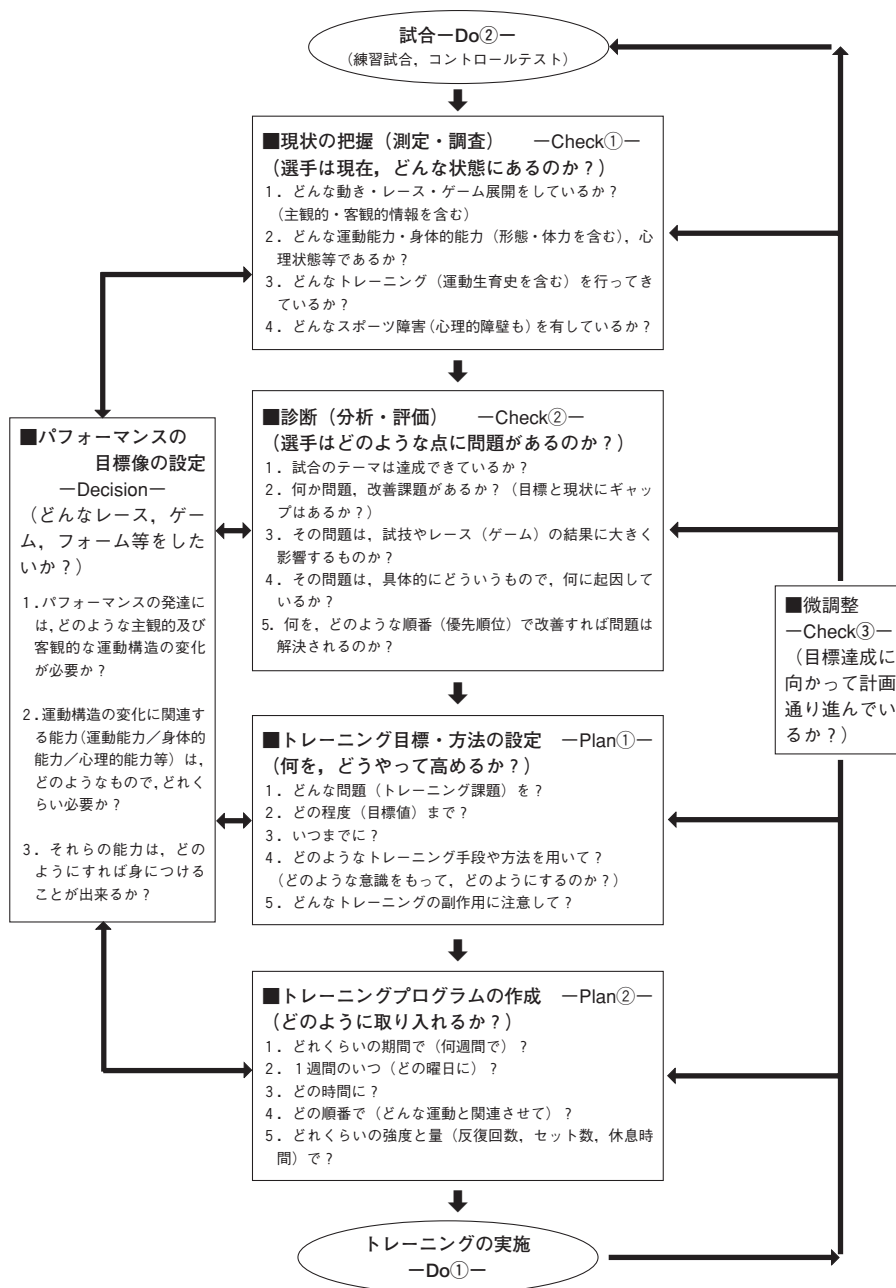 試合ーDo②ー
（練習試合，コントロールテスト）
■現状の把握（測定・調査）　ーCheck①ー
（選手は現在，どんな状態にあるのか？）
1．どんな動き・レース・ゲーム展開をしているか？
（主観的・客観的情報を含む）
2．どんな運動能力・身体的能力（形態・体力を含む），心
理状態等であるか？
3．どんなトレーニング（運動生育史を含む）を行ってき
ているか？
4．どんなスポーツ障害（心理的障壁も）を有しているか？
■診断（分析・評価）　ーCheck②ー
（選手はどのような点に問題があるのか？）
1．試合のテーマは達成できているか？
2．何か問題，改善課題があるか？（目標と現状にギャッ
プはあるか？）
3．その問題は，試技やレース（ゲーム）の結果に大きく
影響するものか？
4．その問題は，具体的にどういうもので，何に起因して
いるか？
5．何を，どのような順番（優先順位）で改善すれば問題は
解決されるのか？
■パフォーマンスの
目標像の設定
ーDecisionー
（どんなレース，ゲー
ム，フォーム等をした
いか？）
1．パフォーマンスの発達に
は，どのような主観的及び
客観的な運動構造の変化
が必要か？
2．運動構造の変化に関連す
る能力（運動能力／身体的
能力／心理的能力等）は，
どのようなもので，どれく
らい必要か？
3．それらの能力は，どの
ようにすれば身につける
ことが出来るか？
■トレーニング目標・方法の設定　ーPlan①ー
（何を，どうやって高めるか？）
1．どんな問題（トレーニング課題）を？
2．どの程度（目標値）まで？
3．いつまでに？
4．どのようなトレーニング手段や方法を用いて？
（どのような意識をもって，どのようにするのか？）
5．どんなトレーニングの副作用に注意して？
■微調整
ーCheck③ー
（目標達成に
向かって計画
通り進んでい
るか？）
■トレーニングプログラムの作成　ーPlan②ー
（どのように取り入れるか？）
1．どれくらいの期間で（何週間で）？
2．1週間のいつ（どの曜日に）？
3．どの時間に？
4．どの順番で（どんな運動と関連させて）？
5．どれくらいの強度と量（反復回数，セット数，休息時
間）で？
トレーニングの実施
ーDo①ー